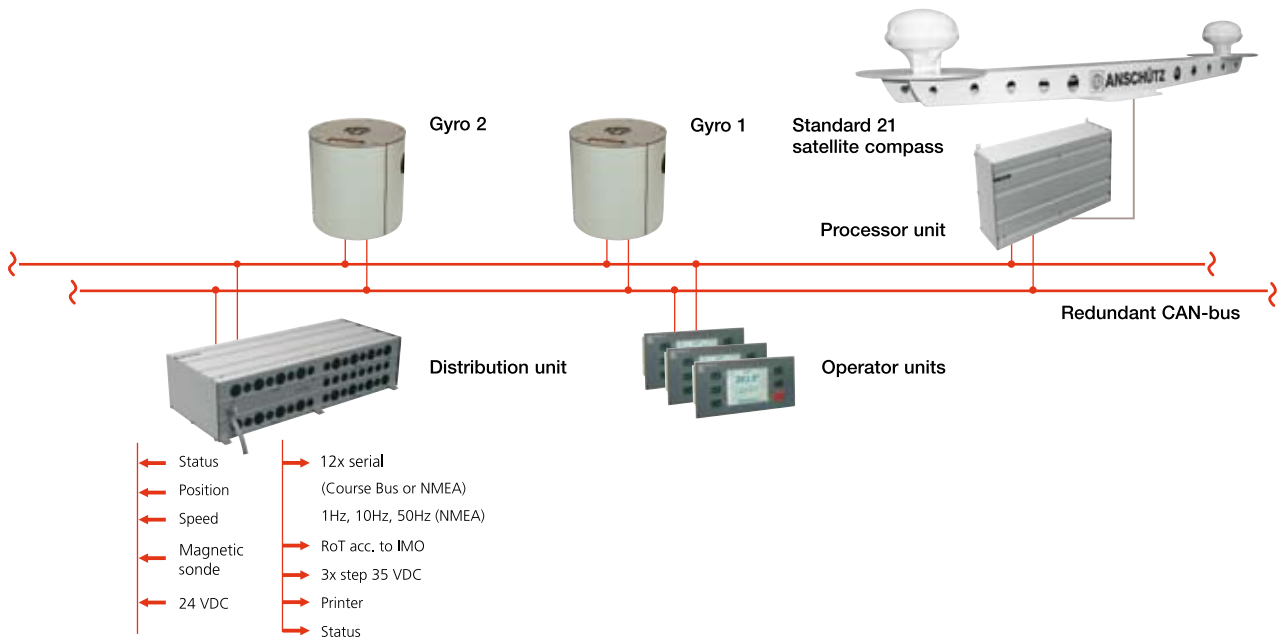 ANSCHÜTZ
Gyro 2
Gyro 1
Standard 21
satellite compass
Processor unit
Redundant CAN-bus
Distribution unit
Operator units
Status
Position
Speed
Magnetic
sonde
24 VDC
12x serial
(Course Bus or NMEA)
1Hz, 10Hz, 50Hz (NMEA)
RoT acc. to IMO
3x step 35 VDC
Printer
Status